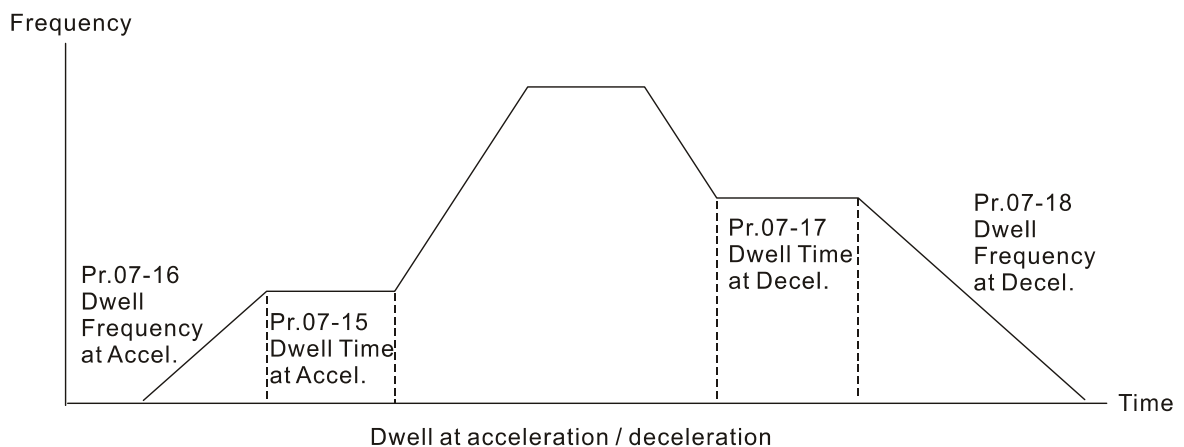 Frequency
Pr.07-16
Dwell
Frequency
at Accel.
Pr.07-15
Dwell Time
at Accel.
Pr.07-17
Dwell Time
at Decel.
Pr.07-18
Dwell
Frequency
at Decel.
Time
Dwell at acceleration / deceleration